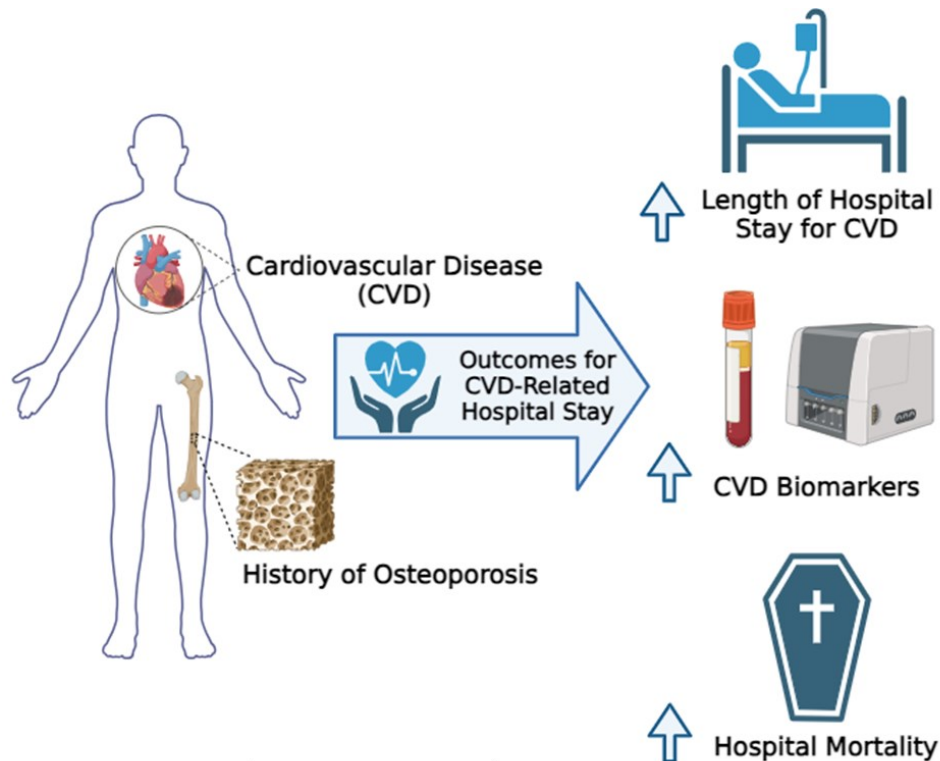 Length of Hospital
Stay for CVD
Cardiovascular Disease
(CVD)
Outcomes for
CVD-Related
Hospital Stay
CVD Biomarkers
History of Osteoporosis
Hospital Mortality